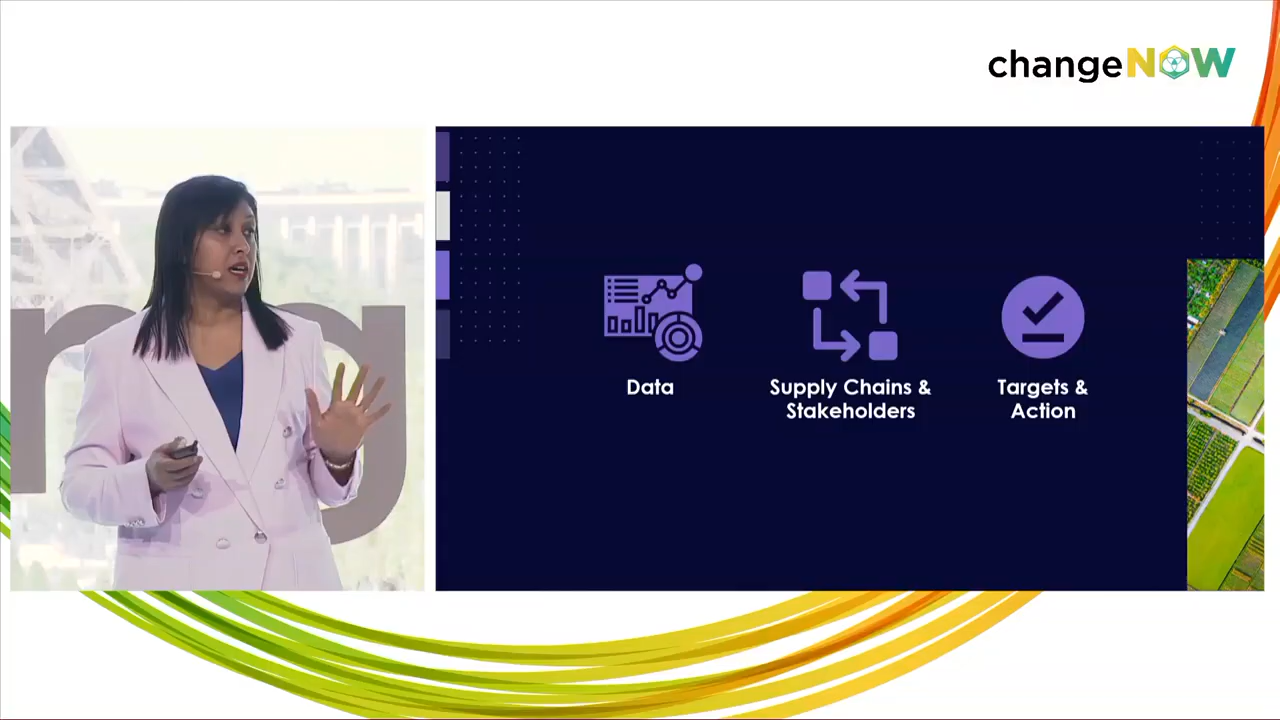 changeNOW
Data
Supply Chains &
Stakeholders
Targets &
Action